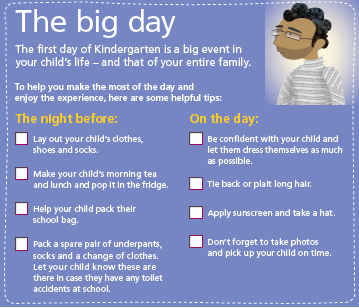 The big day
The first day of Kindergarten is a big event in
your child's life – and that of your entire family.
To help you make the most of the day and
enjoy the experience, here are some helpful tips:
The night before:
Lay out your child's clothes,
shoes and socks.
Make your child's morning tea
and lunch and pop it in the fridge.
Help your child pack their
school bag.
Pack a spare pair of underpants,
socks and a change of clothes.
Let your child know these are
there in case they have any toilet
accidents at school.
On the day:
Be confident with your child and
let them dress themselves as much
as possible.
Tie back or plait long hair.
Apply sunscreen and take a hat.
Don't forget to take photos
and pick up your child on time.